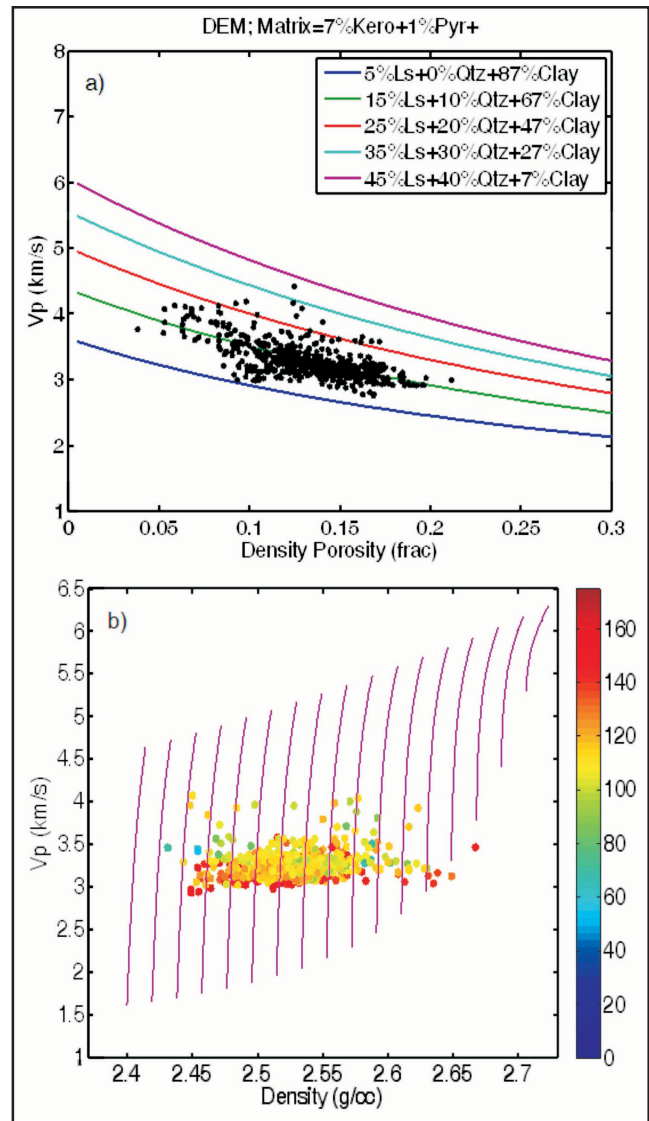 DEM; Matrix=7%Kero+1%Pyr+
8
a)
5%Ls+0%Qtz+87%Clay
15%Ls+10%Qtz+67%Clay
7
25%Ls+20%Qtz+47%Clay
35%Ls+30%Qtz+27%Clay
45%Ls+40%Qtz+7%Clay
6
5
Vp (km/s)
4
3
2
1
0 0.05 0.1 0.15 0.2 0.25 0.3
Density Porosity (frac)
6.5
b)
6
160
5.5
140
5
120
4.5
100
4
Vp (km/s)
80
3.5
3
60
2.5
40
2
20
1.5
1
0
2.4 2.45 2.5 2.55 2.6 2.65 2.7
Density (g/cc)